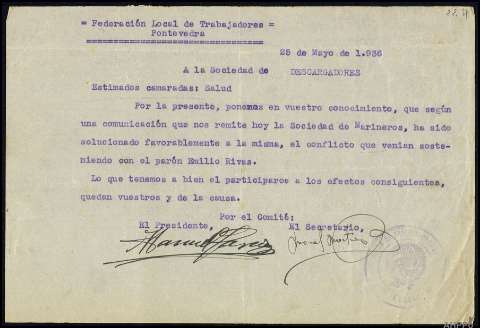 = Federación Local de Trabajadores =
Pontevedra
25 de Mayo de 1.936
A la Sociedad de DESCARGADORES
Estimados camaradas: Salud
Por la presente, ponemos en vuestro conocimiento, que según
una comunicación que nos remite hoy la Sociedad de Marineros, ha sido
solucionado favorablemente a la misma, el conflicto que venian soste-
niendo con el parón Emilio Rivas.
Lo que tenemos a bien el participaros a los efectos consiguientes,
quedan vuestros y de la causa.
Por el Comité:
El Presidente, El Secretario,
Manuel